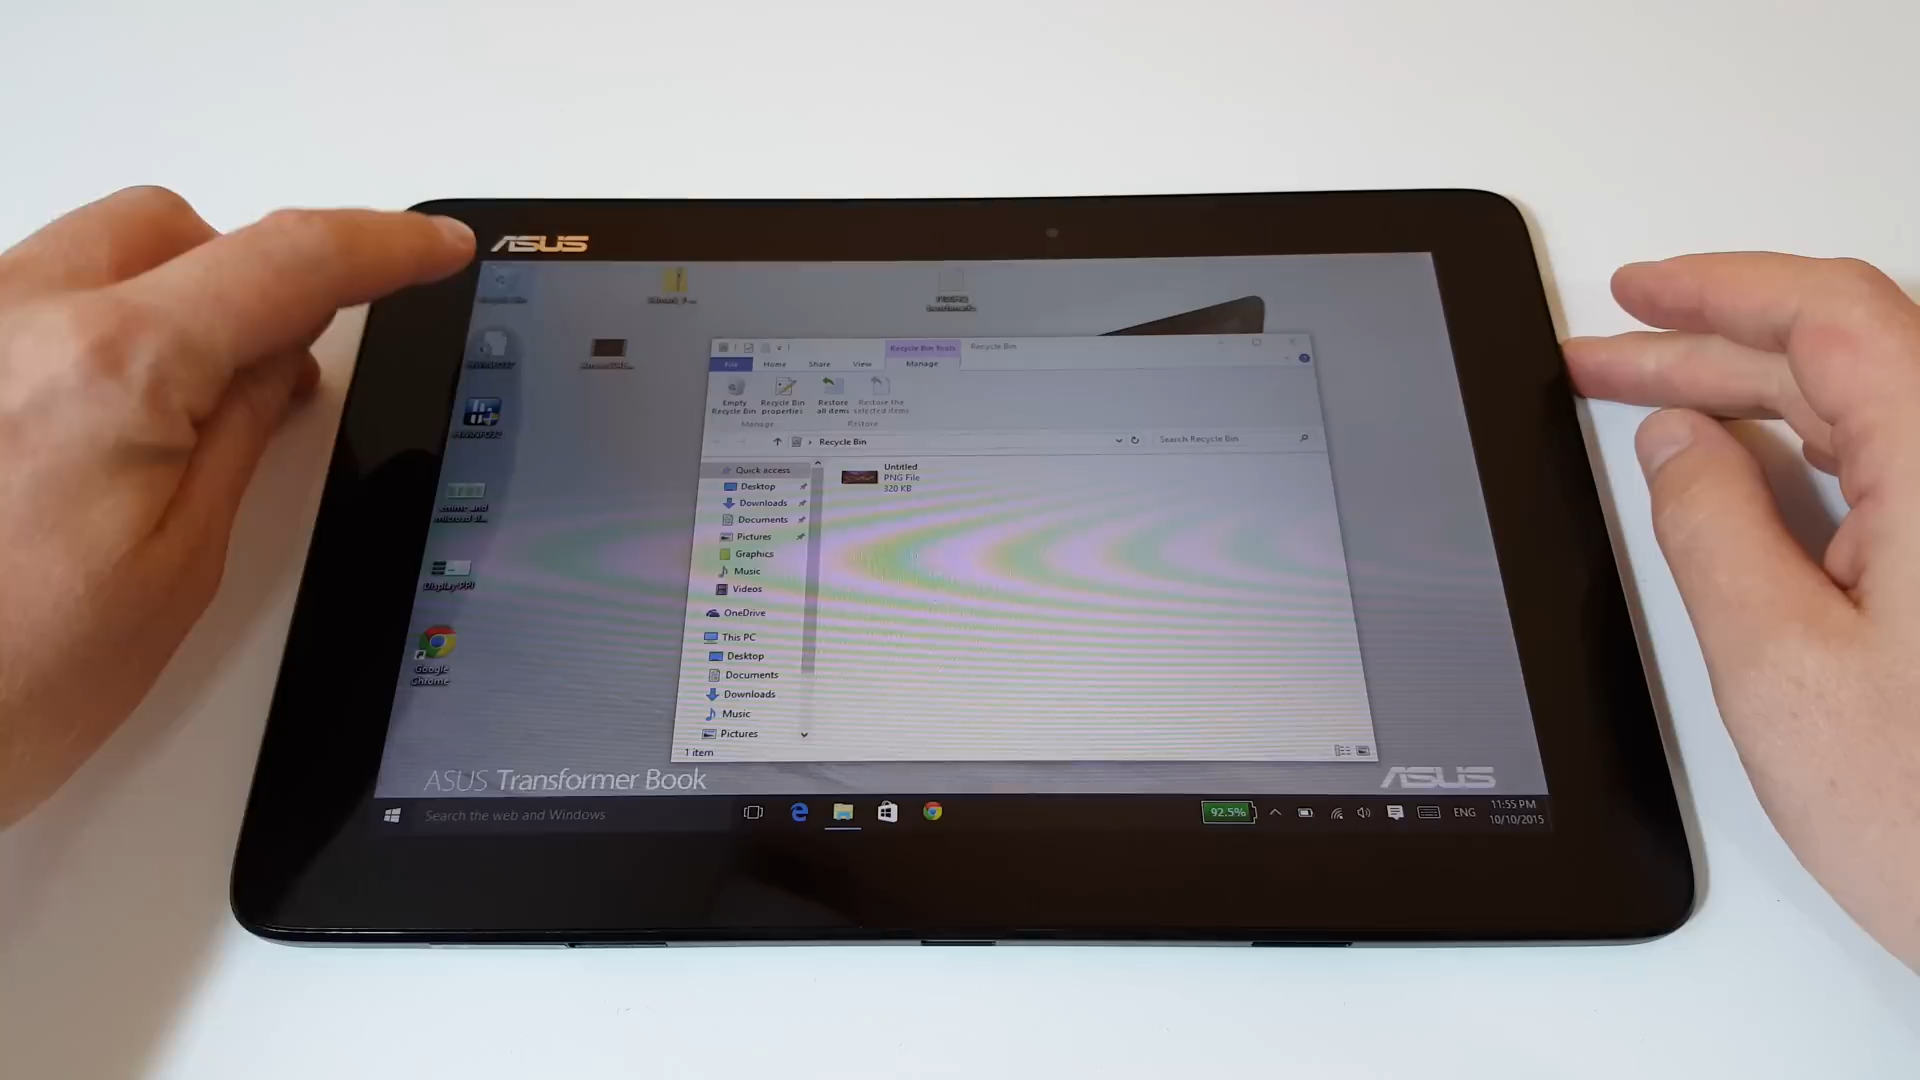 ASUS
Recycle Bin Tools
Recycle Bin
File
Home
Share
View
Manage
Empty
Recycle Bin
Recycle Bin
properties
Restore
all items
Restore the
selected items
Manage
Restore
Recycle Bin
Search Recycle Bin
Quick access
Desktop
Downloads
Documents
Pictures
Graphics
Music
Videos
OneDrive
This PC
Desktop
Documents
Downloads
Music
Pictures
1 item
Untitled
PNG File
320 KB
HWiNFO32
Display PPI
Google
Chrome
ASUS Transformer Book
ASUS
Search the web and Windows
92.5%
ENG
11:55 PM
10/10/2015